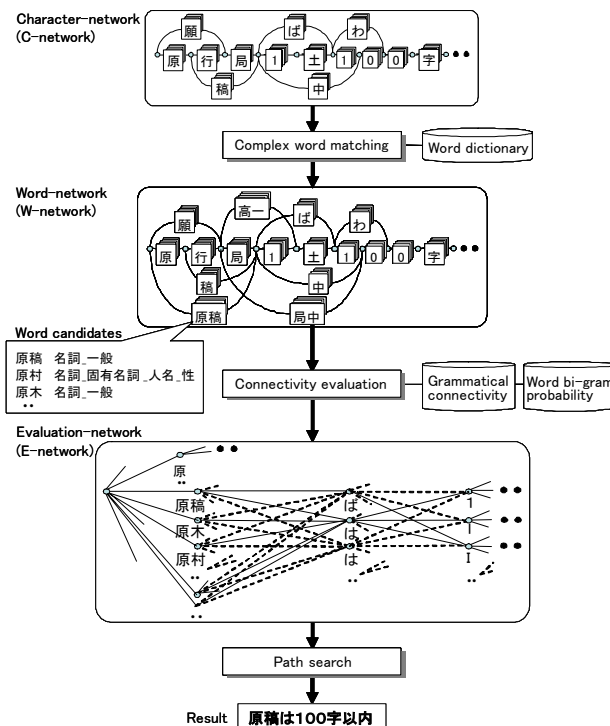 Character-network
(C-network)
願 ば わ
原 行 局 1 土 1 0 0 字 ●●
稿 中
Complex word matching
Word dictionary
Word-network
(W-network)
高一
願 ば わ
原 行 局 1 土 1 0 0 字 ●●
稿 中
原稿 局中
Word candidates
原稿 名詞_一般
原村 名詞_固有名詞_人名_性
原木 名詞_一般
‥
Connectivity evaluation
Grammatical
connectivity
Word bi-gram
probability
Evaluation-network
(E-network)
原 ●●
‥
原稿 ば 1 ●●
原木 は | ●●
原村 は I ●●
‥ ‥ ‥
‥
Path search
Result 原稿は100字以内